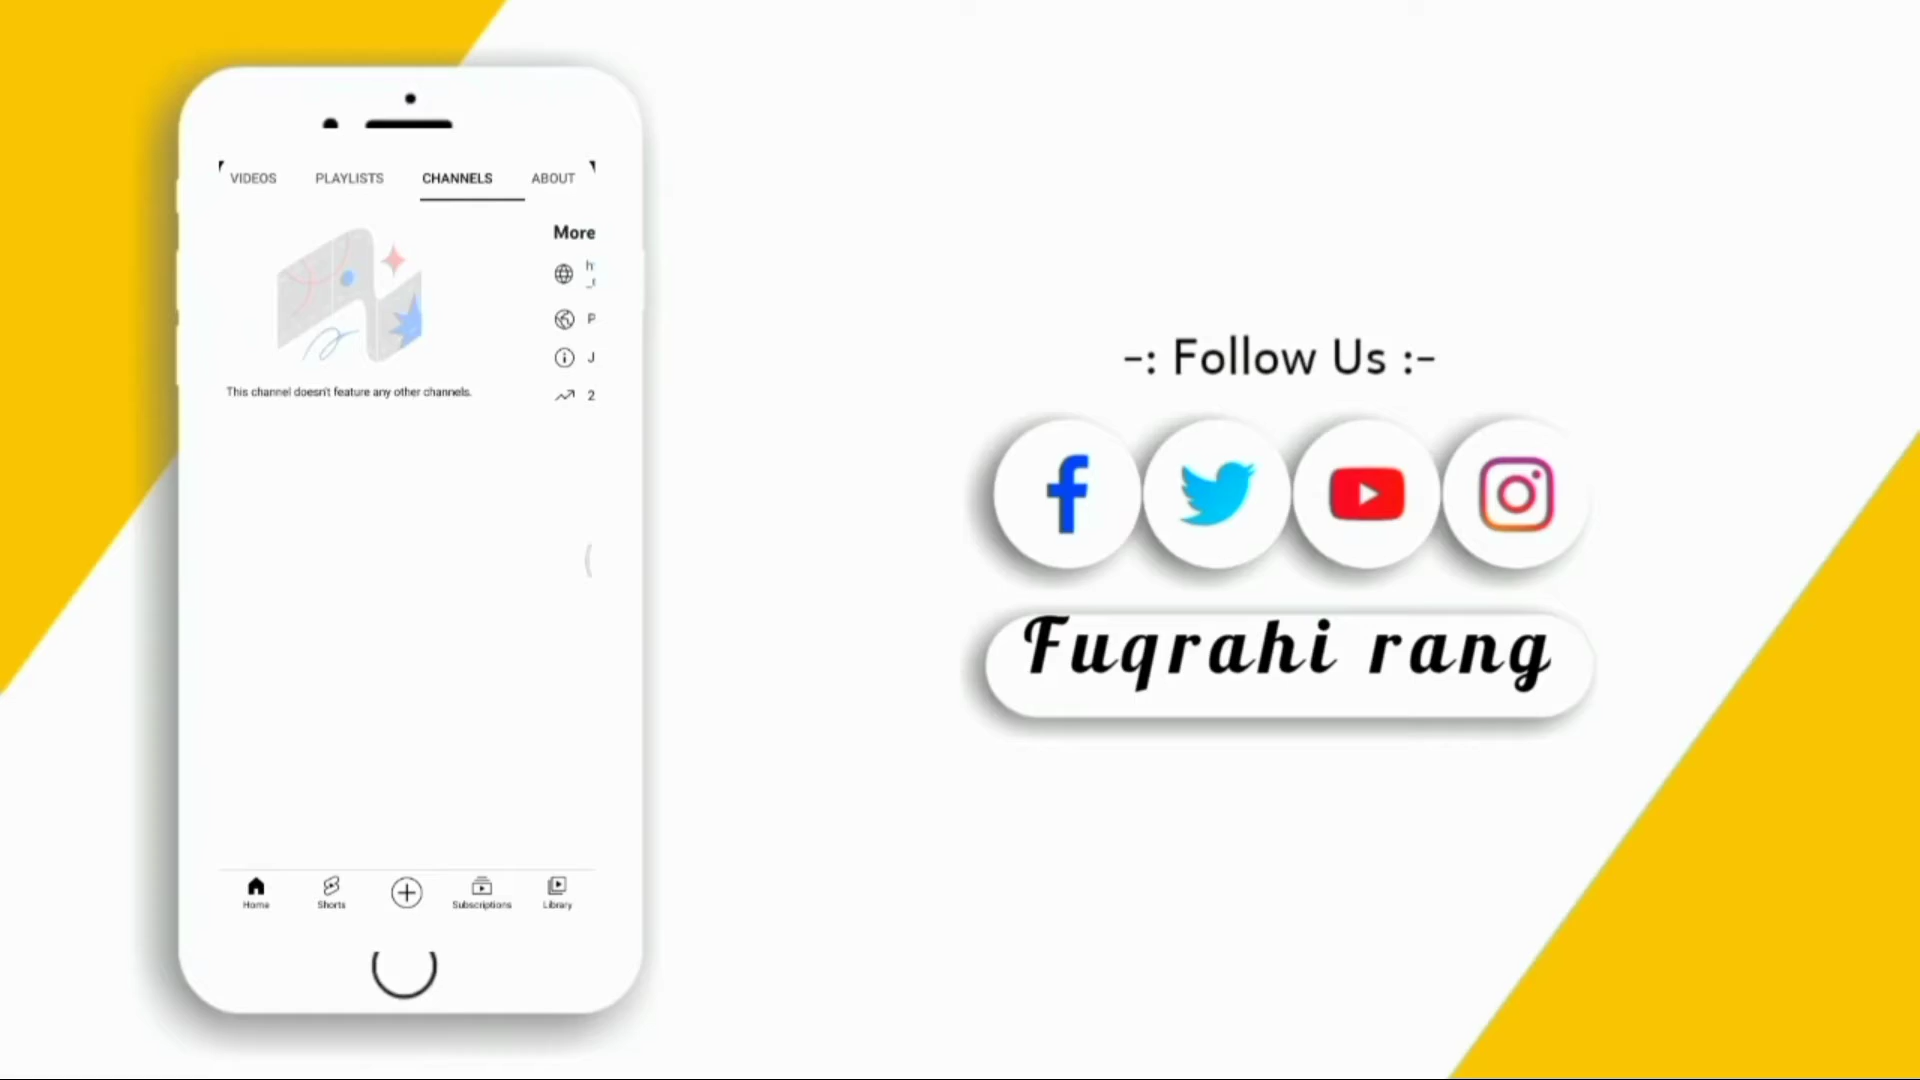 VIDEOS PLAYLISTS CHANNELS ABOUT
More
This channel doesn't feature any other channels.
Home Shorts Subscriptions Library
-: Follow Us :-
Fuqrahi rang